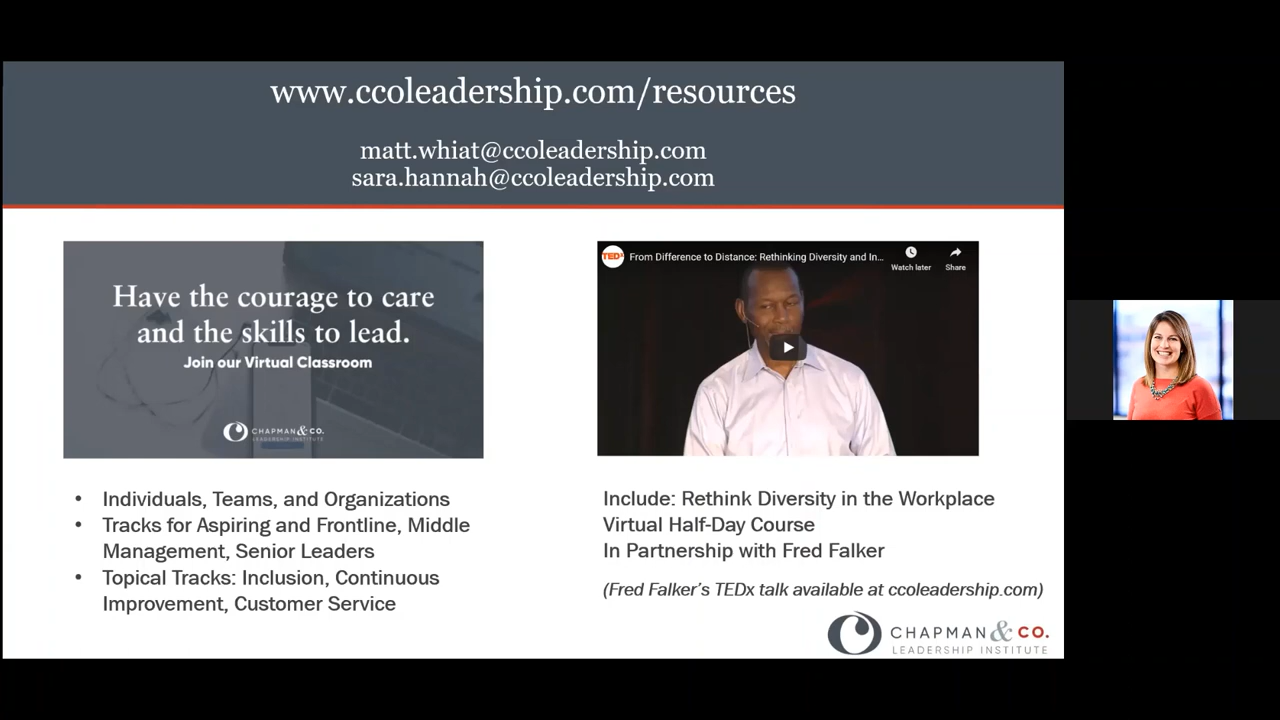 www.ccoleadership.com/resources
matt.whiat@ccoleadership.com
sara.hannah@ccoleadership.com
Have the courage to care
and the skills to lead.
Join our Virtual Classroom
CHAPMAN & CO.
LEADERSHIP INSTITUTE
• Individuals, Teams, and Organizations
• Tracks for Aspiring and Frontline, Middle
Management, Senior Leaders
• Topical Tracks: Inclusion, Continuous
Improvement, Customer Service
TEDx
From Difference to Distance: Rethinking Diversity and In...
Watch later
Share
Include: Rethink Diversity in the Workplace
Virtual Half-Day Course
In Partnership with Fred Falker
(Fred Falker's TEDx talk available at ccoleadership.com)
CHAPMAN & CO.
LEADERSHIP INSTITUTE